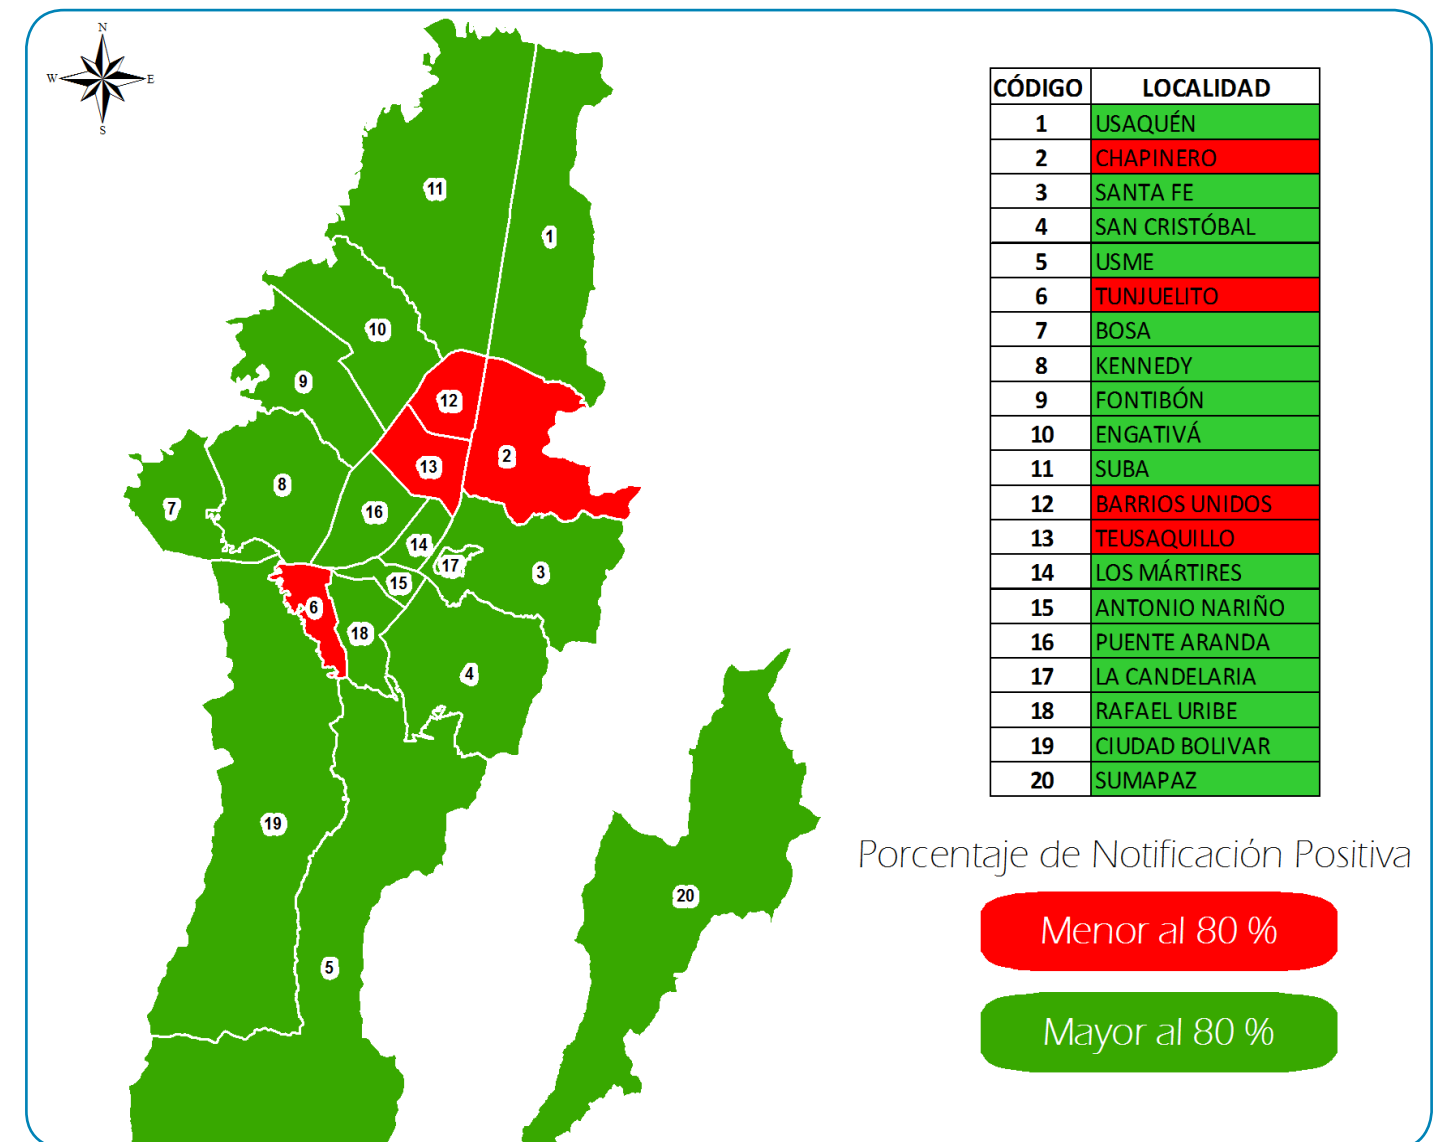 N
W
E
S
11
1
10
9
12
2
13
8
7
16
14
17
3
15
6
18
4
19
20
5
CÓDIGO LOCALIDAD
1 USAQUÉN
2 CHAPINERO
3 SANTA FE
4 SAN CRISTÓBAL
5 USME
6 TUNJUELITO
7 BOSA
8 KENNEDY
9 FONTIBÓN
10 ENGATIVÁ
11 SUBA
12 BARRIOS UNIDOS
13 TEUSAQUILLO
14 LOS MÁRTIRES
15 ANTONIO NARIÑO
16 PUENTE ARANDA
17 LA CANDELARIA
18 RAFAEL URIBE
19 CIUDAD BOLIVAR
20 SUMAPAZ
Porcentaje de Notificación Positiva
Menor al 80 %
Mayor al 80 %